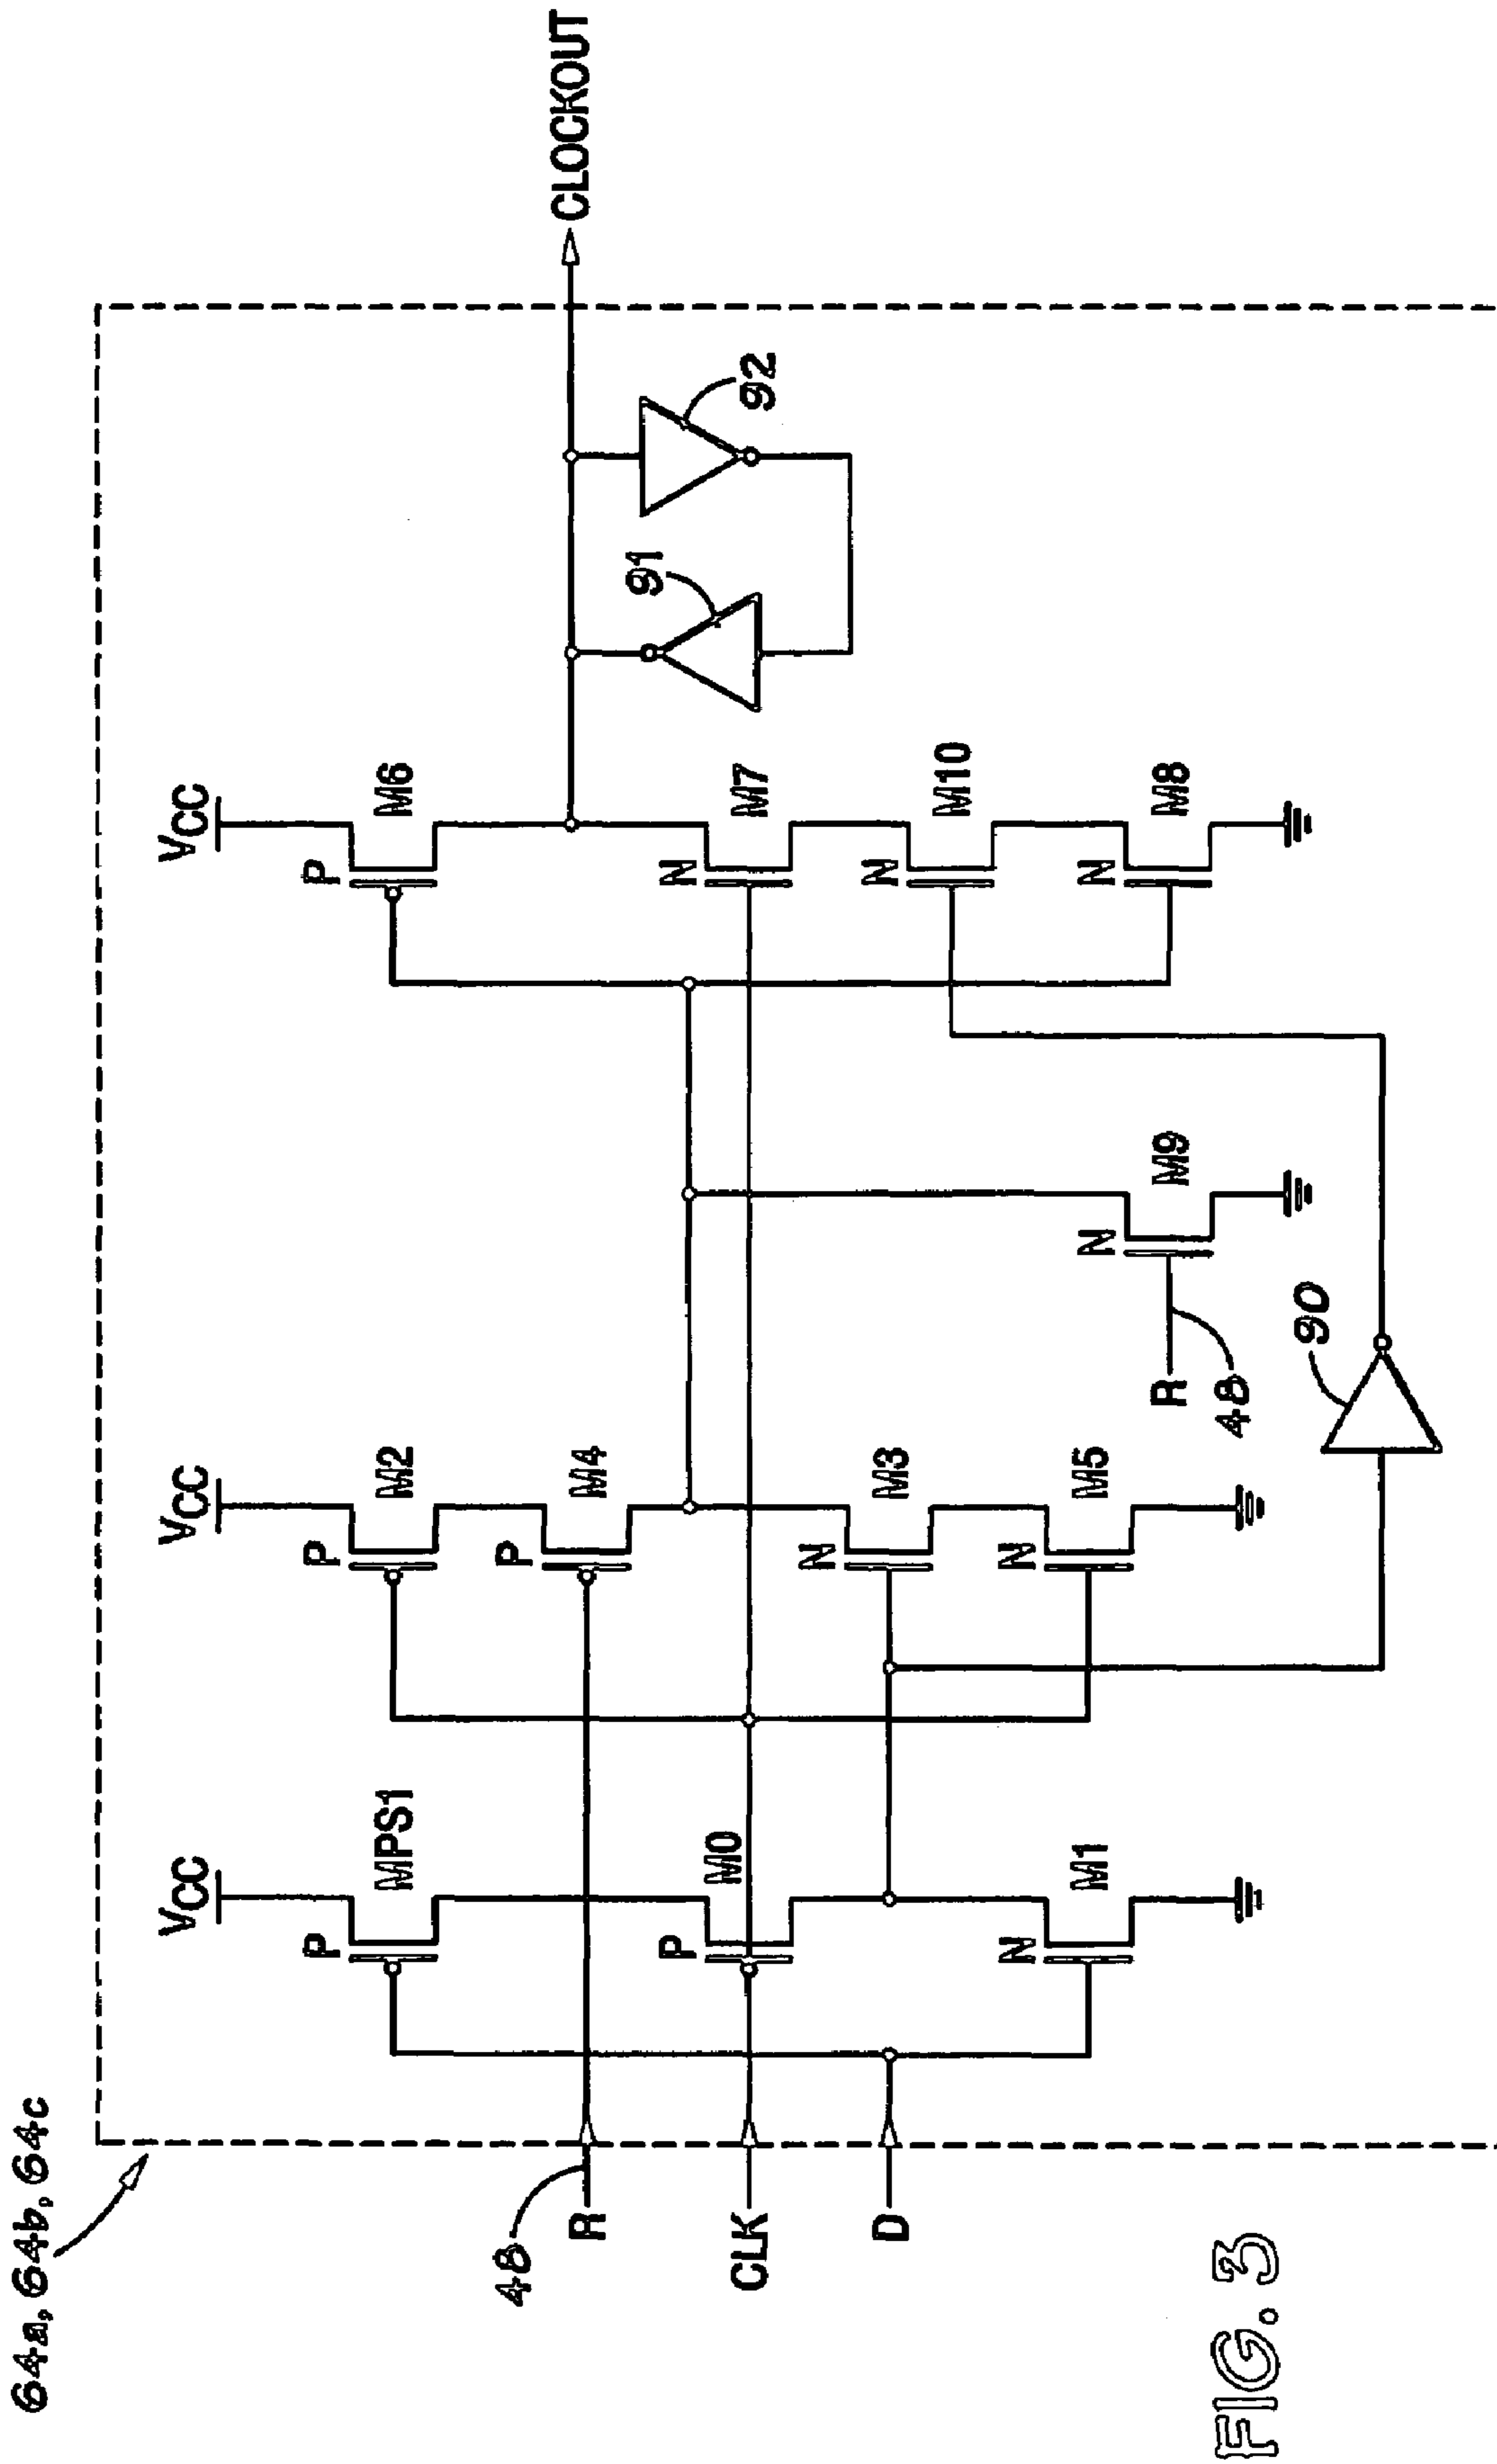 64a, 64b, 64c
VCC
VCC
VCC
P
MPS1
P
M2
P
M6
48
R
P
M4
CLOCKOUT
91
92
CLK
P
M0
N
M7
D
N
M3
N
M10
N
M1
N
M5
N
M9
N
M8
R
48
90
FIG. 3